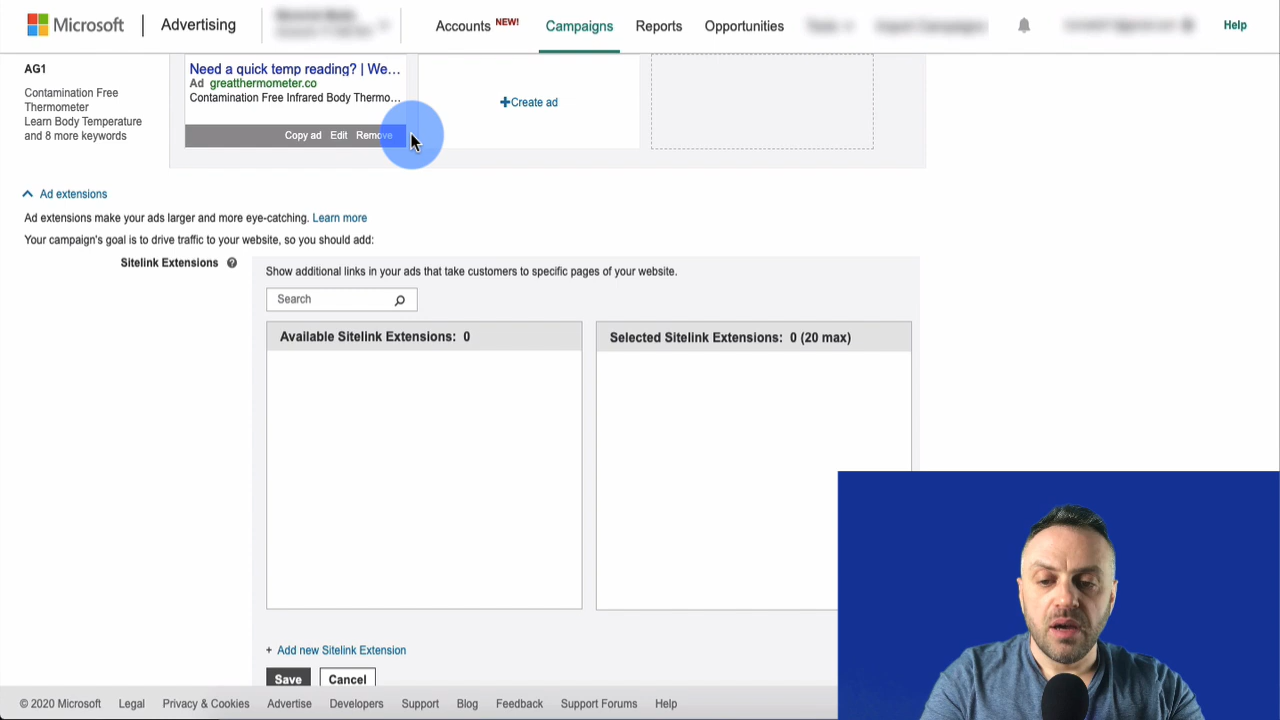 Microsoft
Advertising
Accounts NEW!
Campaigns
Reports
Opportunities
Help
AG1
Contamination Free
Thermometer
Learn Body Temperature
and 8 more keywords
Need a quick temp reading? | We...
Ad greatthermometer.co
Contamination Free Infrared Body Thermo...
Copy ad Edit Remove
+Create ad
Ad extensions
Ad extensions make your ads larger and more eye-catching. Learn more
Your campaign's goal is to drive traffic to your website, so you should add:
Sitelink Extensions ?
Show additional links in your ads that take customers to specific pages of your website.
Search
Available Sitelink Extensions: 0
Selected Sitelink Extensions: 0 (20 max)
+ Add new Sitelink Extension
Save
Cancel
© 2020 Microsoft Legal Privacy & Cookies Advertise Developers Support Blog Feedback Support Forums Help